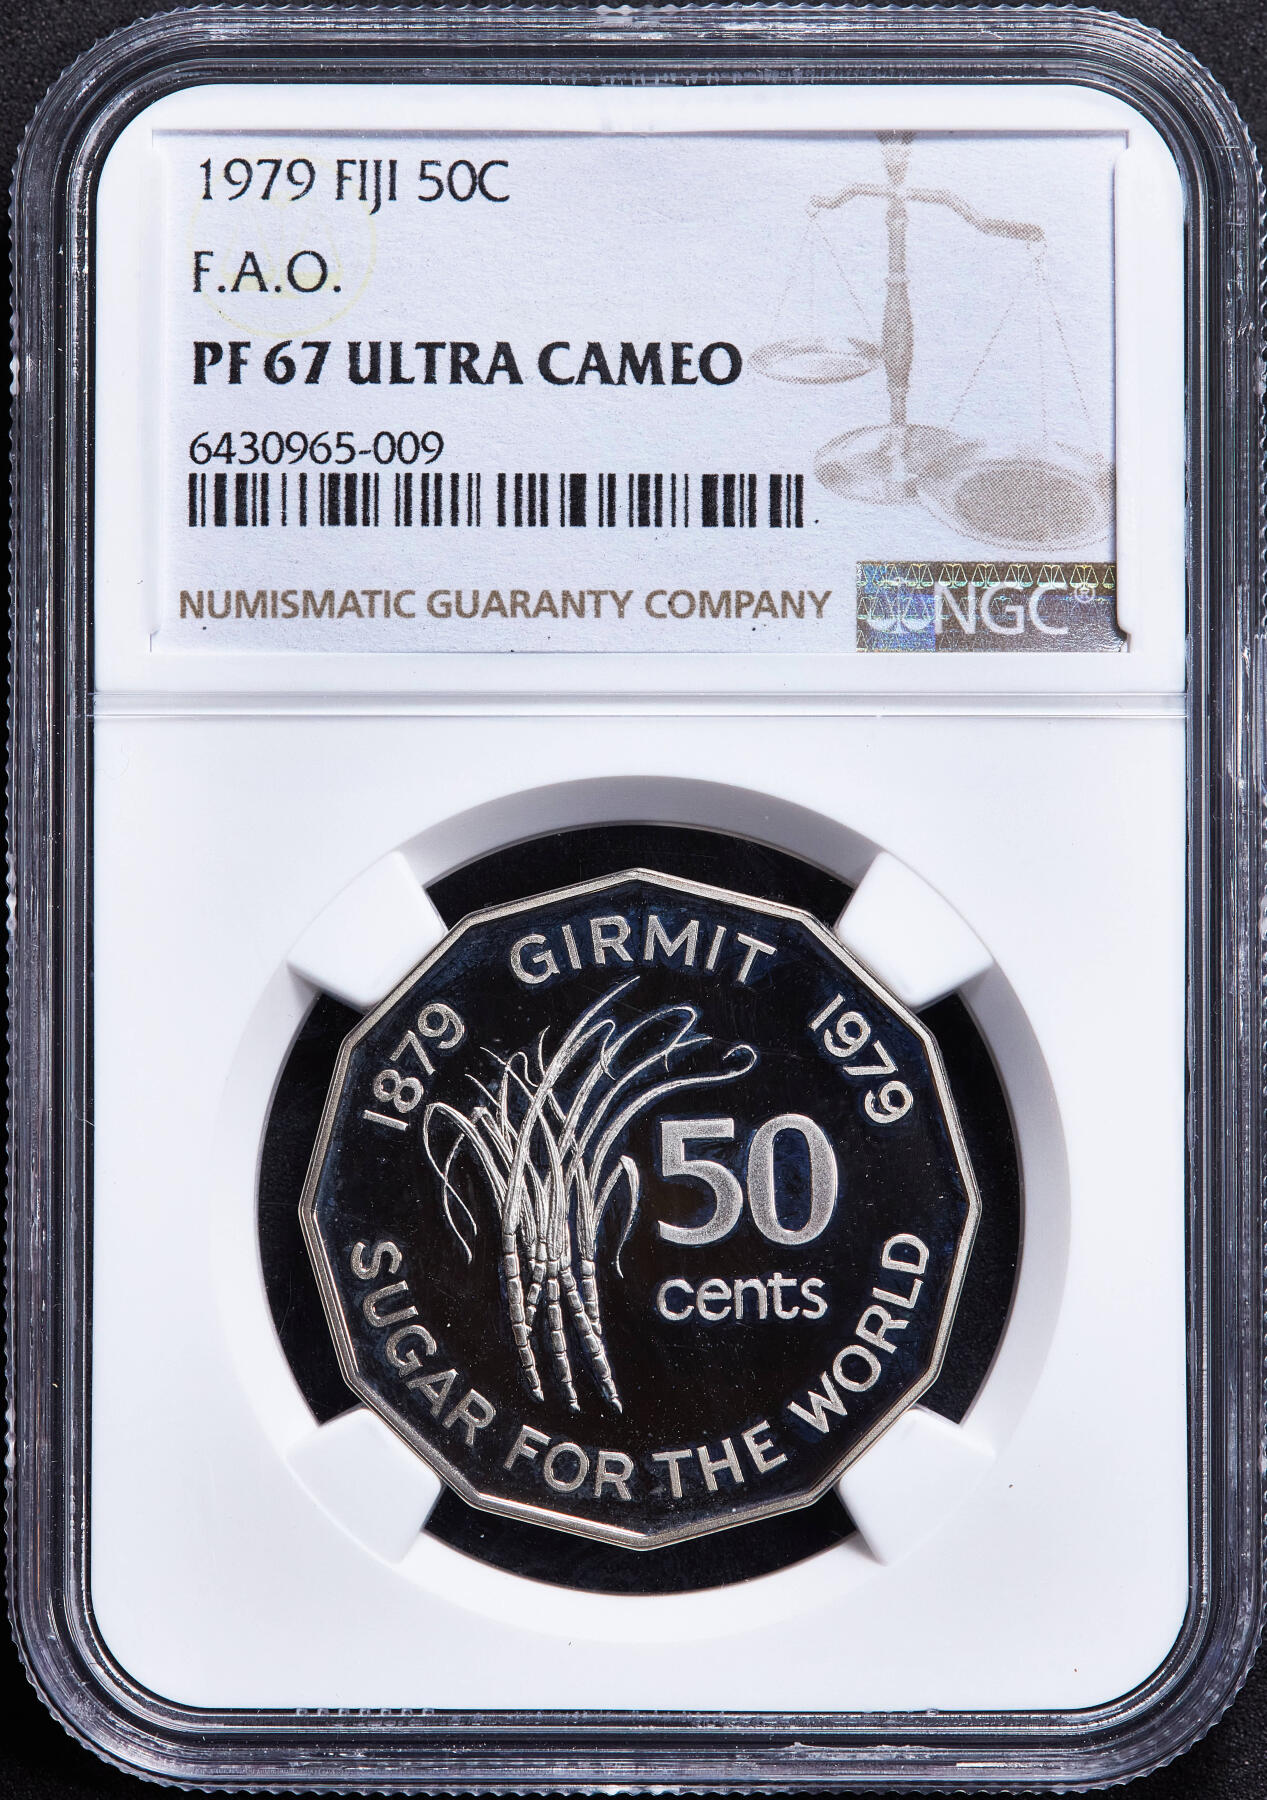 1979 FIJI 50C
F.A.O.
PF 67 ULTRA CAMEO
6430965-009
NUMISMATIC GUARANTY COMPANY
NGC®
GIRMIT
1879
1979
50
cents
SUGAR FOR THE WORLD